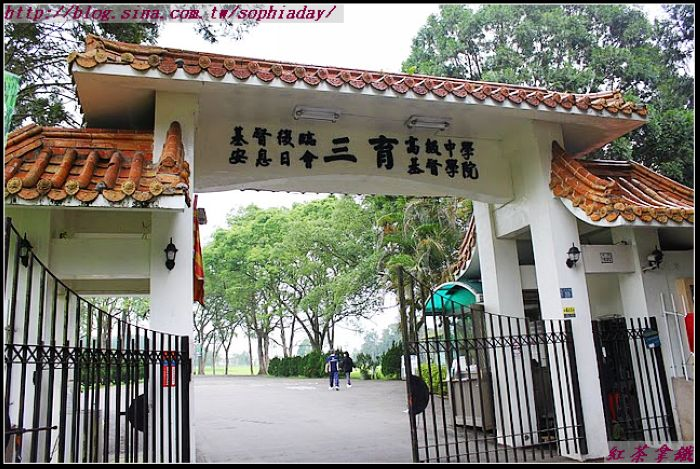 http://blog.sina.com.tw/sophiaday/
基督復臨
安息日會
三育
高級中學
基督學院
紅茶拿鐵